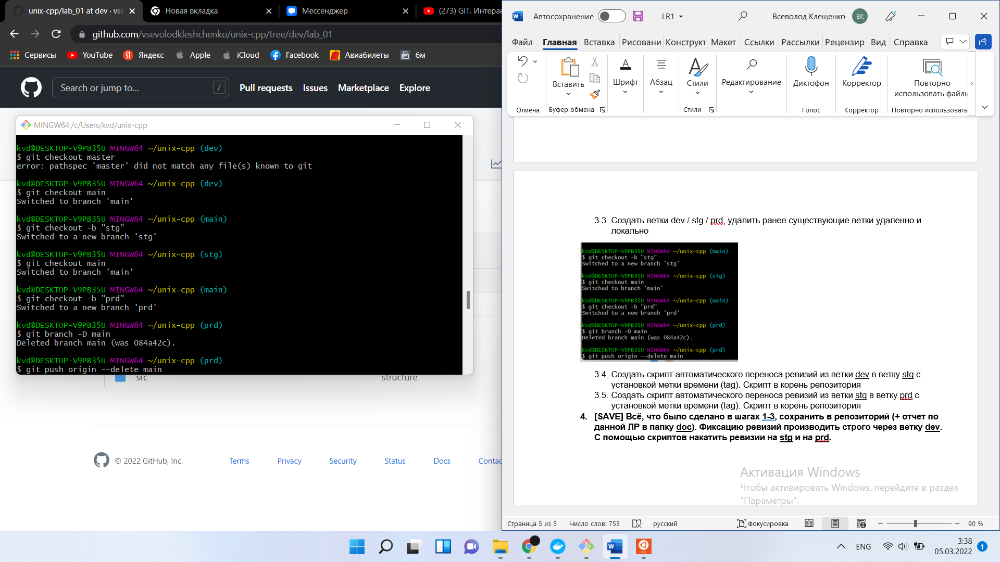 unix-cpp/lab_01 at dev · vse
Новая вкладка
Мессенджер
(273) GIT. Интеран
github.com/vsevolodkleshchenko/unix-cpp/tree/dev/lab_01
Сервисы
YouTube
Яндекс
Apple
iCloud
Facebook
Авиабилеты
бм
Search or jump to...
/
Pull requests
Issues
Marketplace
Explore
MINGW64:/c/Users/kvd/unix-cpp
kvd@DESKTOP-V9PB35U MINGW64 ~/unix-cpp (dev)
$ git checkout master
error: pathspec 'master' did not match any file(s) known to git
kvd@DESKTOP-V9PB35U MINGW64 ~/unix-cpp (dev)
$ git checkout main
Switched to branch 'main'
kvd@DESKTOP-V9PB35U MINGW64 ~/unix-cpp (main)
$ git checkout -b "stg"
Switched to a new branch 'stg'
kvd@DESKTOP-V9PB35U MINGW64 ~/unix-cpp (stg)
$ git checkout main
Switched to branch 'main'
kvd@DESKTOP-V9PB35U MINGW64 ~/unix-cpp (main)
$ git checkout -b "prd"
Switched to a new branch 'prd'
kvd@DESKTOP-V9PB35U MINGW64 ~/unix-cpp (prd)
$ git branch -D main
Deleted branch main (was 084a42c).
kvd@DESKTOP-V9PB35U MINGW64 ~/unix-cpp (prd)
$ git push origin --delete main
src
structure
© 2022 GitHub, Inc.
Terms
Privacy
Security
Status
Docs
Contac
Автосохранение
LR1
Всеволод Клещенко
ВК
Файл
Главная
Вставка
Рисовани
Конструкт
Макет
Ссылки
Рассылки
Рецензир
Вид
Справка
Вставить
Шрифт
Абзац
Стили
Редактирование
Диктофон
Корректор
Повторно
использовать файлы
Отмена
Буфер обмена
Стили
Голос
Корректор
Повторно использовать
3.3. Создать ветки dev / stg / prd, удалить ранее существующие ветки удаленно и
локально
kvd@DESKTOP-V9PB35U MINGW64 ~/unix-cpp (main)
$ git checkout -b "stg"
Switched to a new branch 'stg'
kvd@DESKTOP-V9PB35U MINGW64 ~/unix-cpp (stg)
$ git checkout main
Switched to branch 'main'
kvd@DESKTOP-V9PB35U MINGW64 ~/unix-cpp (main)
$ git checkout -b "prd"
Switched to a new branch 'prd'
kvd@DESKTOP-V9PB35U MINGW64 ~/unix-cpp (prd)
$ git branch -D main
Deleted branch main (was 084a42c).
kvd@DESKTOP-V9PB35U MINGW64 ~/unix-cpp (prd)
$ git push origin --delete main
3.4. Создать скрипт автоматического переноса ревизий из ветки dev в ветку stg с
установкой метки времени (tag). Скрипт в корень репозитория
3.5. Создать скрипт автоматического переноса ревизий из ветки stg в ветку prd с
установкой метки времени (tag). Скрипт в корень репозитория
4. [SAVE] Всё, что было сделано в шагах 1-3, сохранить в репозиторий (+ отчет по
данной ЛР в папку doc). Фиксацию ревизий производить строго через ветку dev.
С помощью скриптов накатить ревизии на stg и на prd.
Активация Windows
Чтобы активировать Windows, перейдите в раздел
"Параметры".
Страница 5 из 5
Число слов: 753
русский
Фокусировка
90 %
ENG
3:38
05.03.2022
1